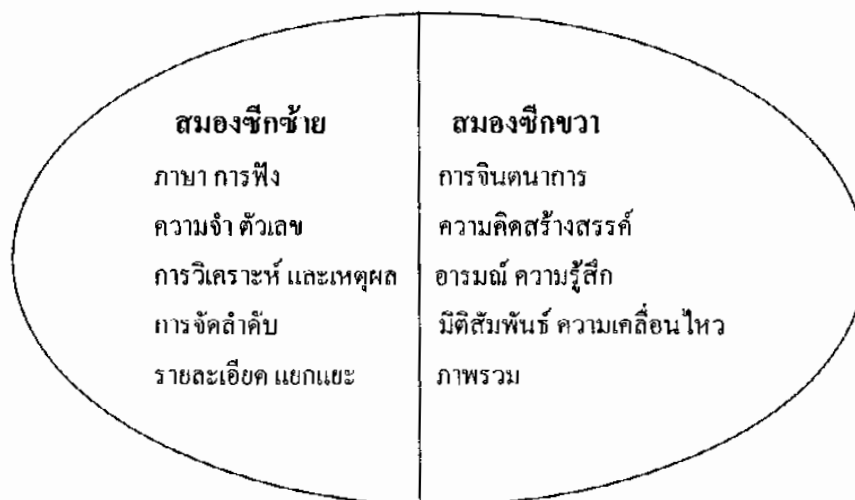 สมองซีกซ้าย
ภาษา การฟัง
ความจำ ตัวเลข
การวิเคราะห์ และเหตุผล
การจัดลำดับ
รายละเอียด แยกแยะ
สมองซีกขวา
การจินตนาการ
ความคิดสร้างสรรค์
อารมณ์ ความรู้สึก
มิติสัมพันธ์ ความเคลื่อนไหว
ภาพรวม